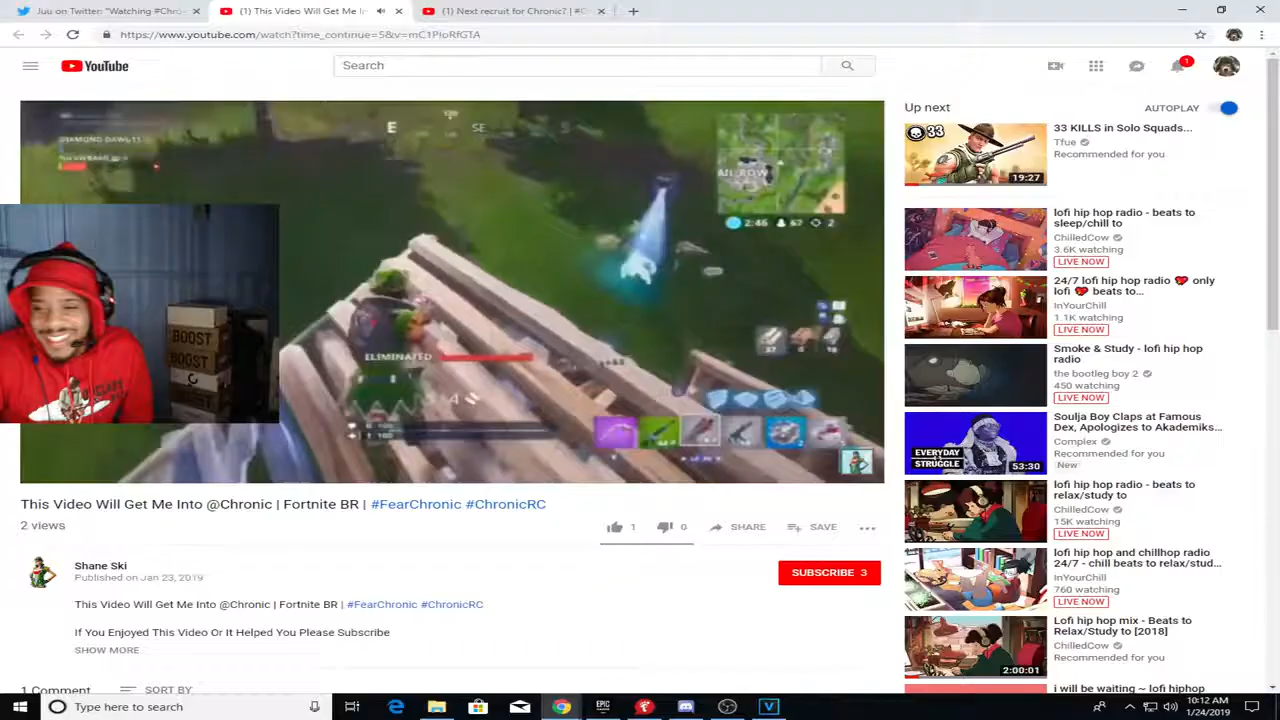 Juu on Twitter: "Watching #Chro
(1) This Video Will Get Me In
(1) Next recruit for Chronic? | #C
https://www.youtube.com/watch?time_continue=5&v=mC1PIoRfGTA
YouTube
Search
1
E
SE
DIAMOND DAWG11
2:46 67 2
ELIMINATED
BOOST
BOOST
Up next
AUTOPLAY
33
19:27
33 KILLS in Solo Squads...
Tfue
Recommended for you
lofi hip hop radio - beats to
sleep/chill to
ChilledCow
3.6K watching
LIVE NOW
24/7 lofi hip hop radio 💔 only
lofi 💔 beats to...
InYourChill
1.1K watching
LIVE NOW
Smoke & Study - lofi hip hop
radio
the bootleg boy 2
450 watching
LIVE NOW
EVERYDAY
STRUGGLE
53:30
Soulja Boy Claps at Famous
Dex, Apologizes to Akademiks...
Complex
Recommended for you
New
lofi hip hop radio - beats to
relax/study to
ChilledCow
15K watching
LIVE NOW
lofi hip hop and chillhop radio
24/7 - chill beats to relax/stud...
InYourChill
760 watching
LIVE NOW
2:00:01
Lofi hip hop mix - Beats to
Relax/Study to [2018]
ChilledCow
Recommended for you
i will be waiting ~ lofi hiphop
This Video Will Get Me Into @Chronic | Fortnite BR | #FearChronic #ChronicRC
2 views
1
0
SHARE
SAVE
Shane Ski
Published on Jan 23, 2019
SUBSCRIBE 3
This Video Will Get Me Into @Chronic | Fortnite BR | #FearChronic #ChronicRC
If You Enjoyed This Video Or It Helped You Please Subscribe
SHOW MORE
1 Comment
SORT BY
Type here to search
EPIC
10:12 AM
1/24/2019